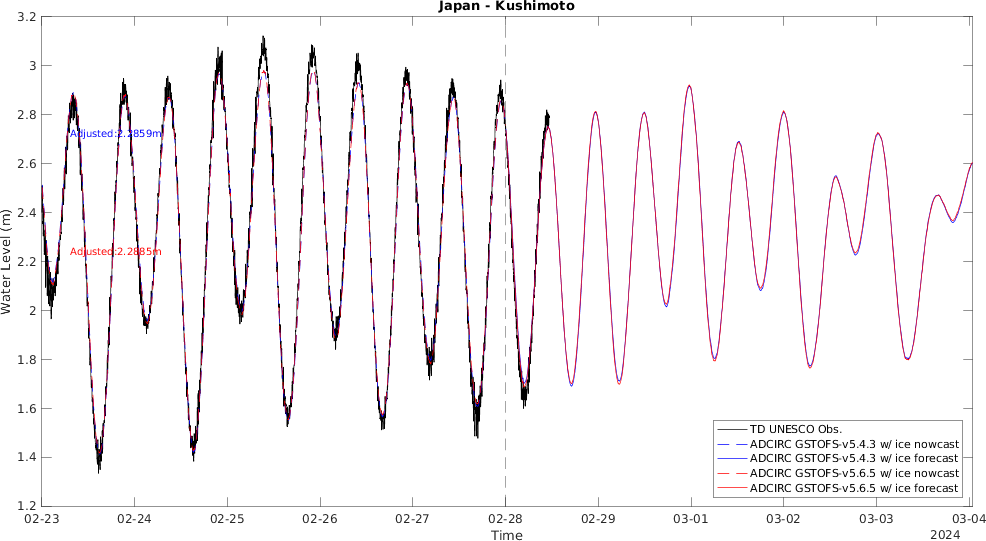 Japan - Kushimoto
3.2
3
2.8
2.6
2.4
2.2
2
1.8
1.6
1.4
1.2
Water Level (m)
Adjusted:2.2859m
Adjusted:2.2885m
TD UNESCO Obs.
ADCIRC GSTOFS-v5.4.3 w/ ice nowcast
ADCIRC GSTOFS-v5.4.3 w/ ice forecast
ADCIRC GSTOFS-v5.6.5 w/ ice nowcast
ADCIRC GSTOFS-v5.6.5 w/ ice forecast
02-23 02-24 02-25 02-26 02-27 02-28 02-29 03-01 03-02 03-03 03-04
Time
2024